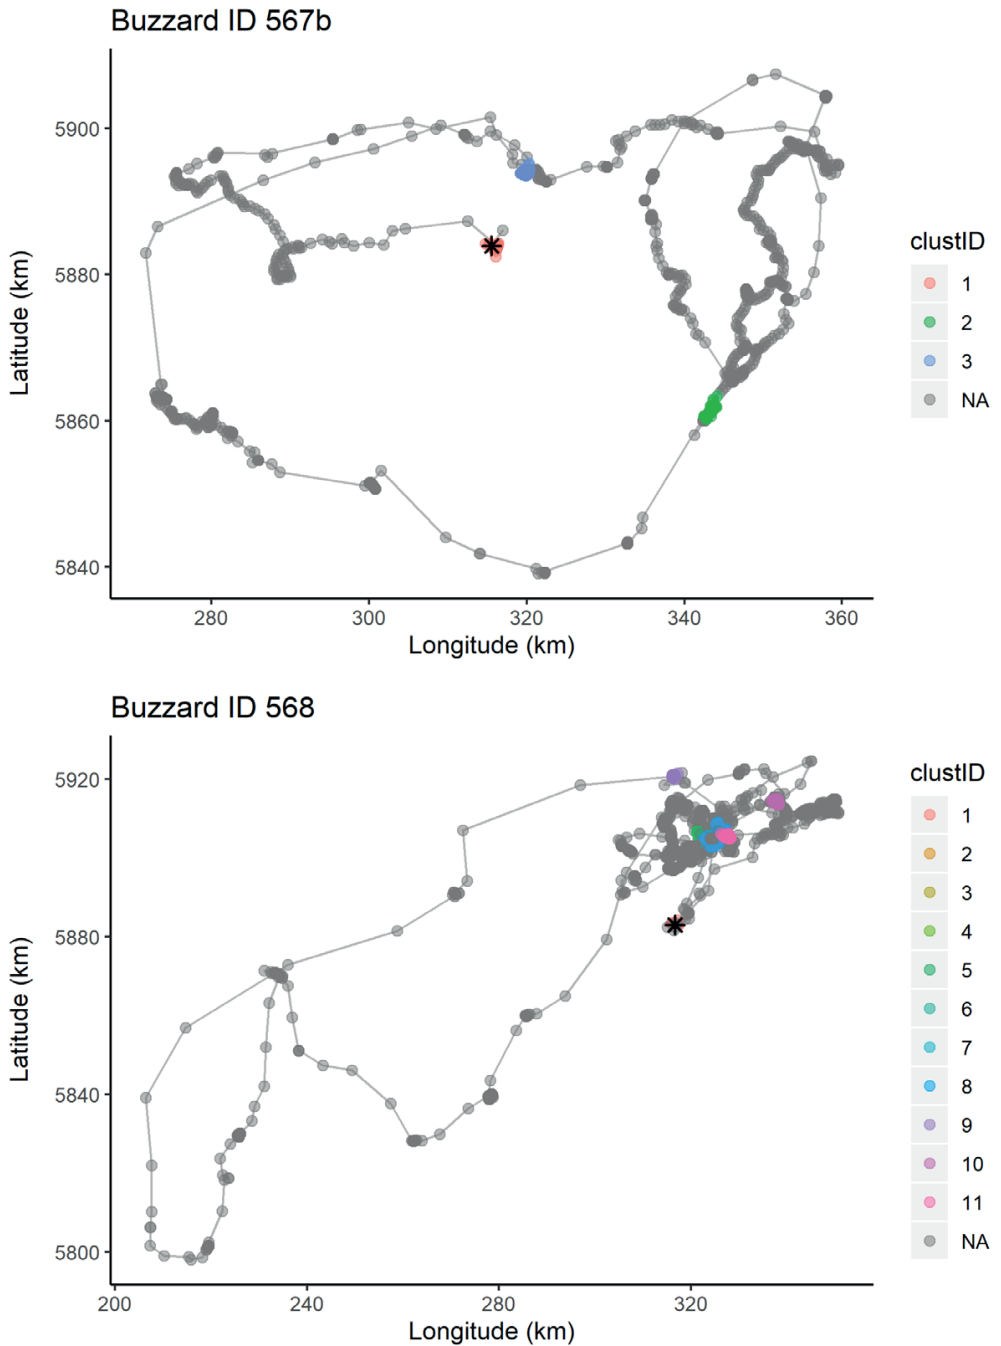 Buzzard ID 567b
Latitude (km)
5900
5880
5860
5840
280 300 320 340 360
Longitude (km)
clustID
1
2
3
NA
Buzzard ID 568
Latitude (km)
5920
5880
5840
5800
200 240 280 320
Longitude (km)
clustID
1
2
3
4
5
6
7
8
9
10
11
NA